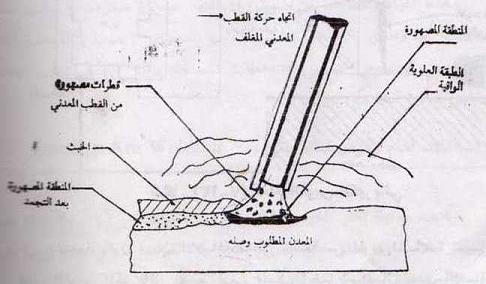 اتجاه حركة القطب
المعدني المغلف
المنطقة المصهورة
الطبقة العلوية
الواقية
قطرات مصهورة
من القطب المعدني
الخبث
المنطقة المصهورة
بعد التجمد
المعدن المطلوب وصله